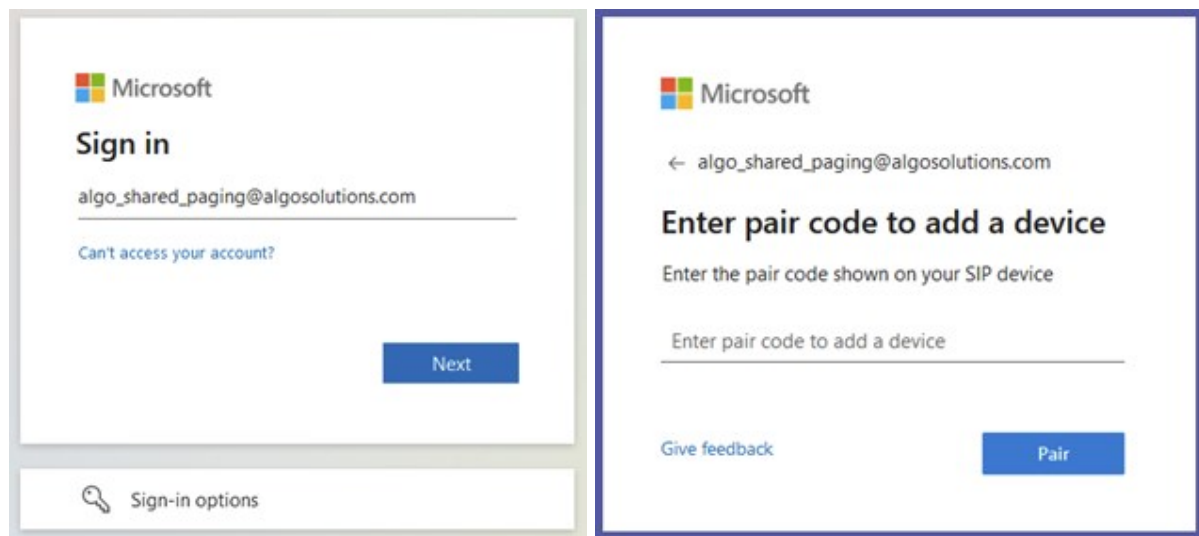 Microsoft
Sign in
algo_shared_paging@algosolutions.com
Can't access your account?
Next
Sign-in options
Microsoft
← algo_shared_paging@algosolutions.com
Enter pair code to add a device
Enter the pair code shown on your SIP device
Enter pair code to add a device
Give feedback
Pair